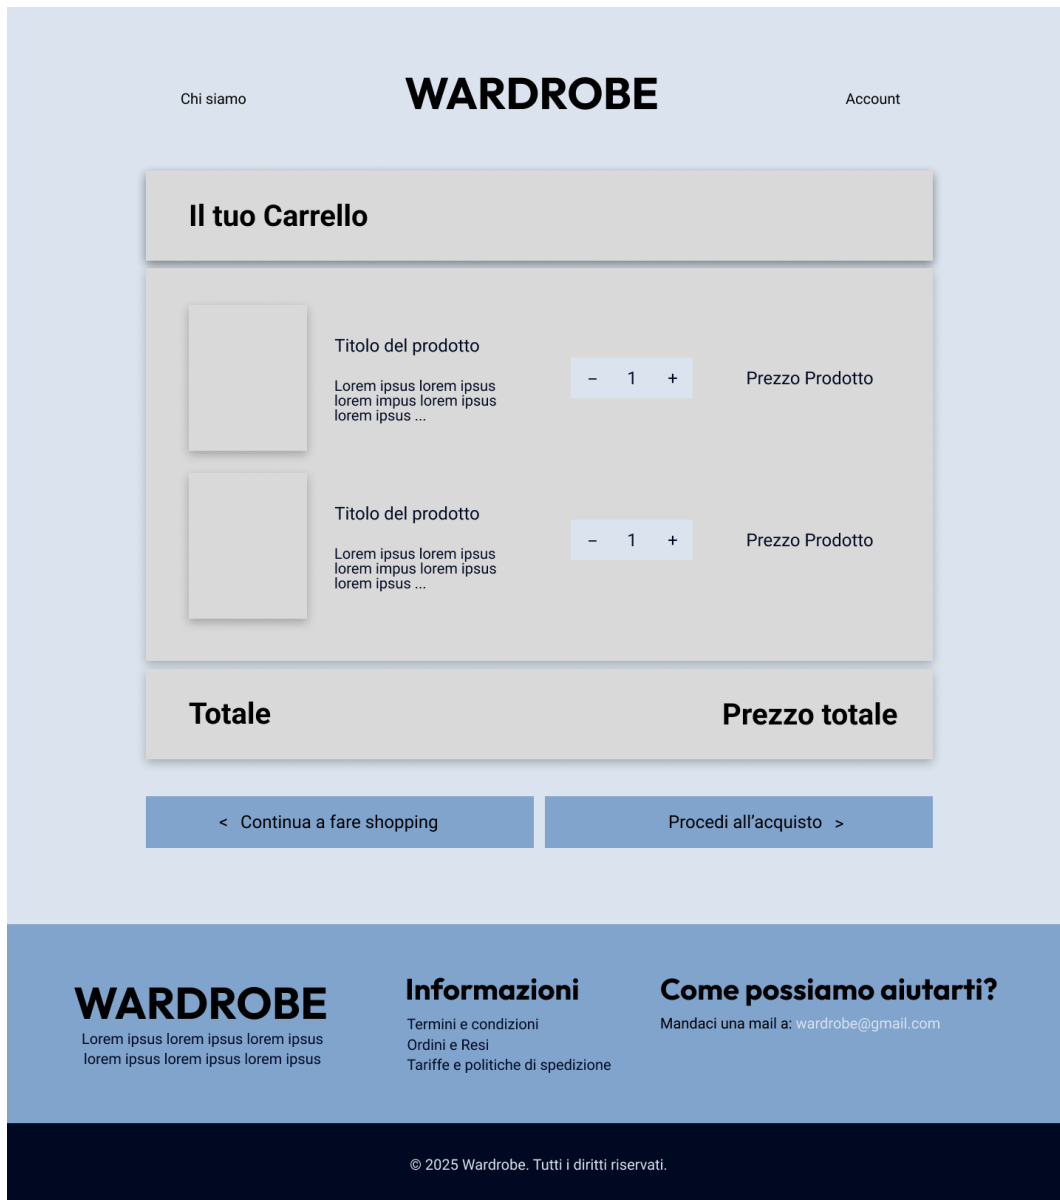 Chi siamo
WARDROBE
Account
Il tuo Carrello
Titolo del prodotto
Lorem ipsus lorem ipsus
lorem impus lorem ipsus
lorem ipsus ...
− 1 +
Prezzo Prodotto
Titolo del prodotto
Lorem ipsus lorem ipsus
lorem impus lorem ipsus
lorem ipsus ...
− 1 +
Prezzo Prodotto
Totale
Prezzo totale
< Continua a fare shopping
Procedi all’acquisto >
WARDROBE
Lorem ipsus lorem ipsus lorem ipsus
lorem ipsus lorem ipsus lorem ipsus
Informazioni
Termini e condizioni
Ordini e Resi
Tariffe e politiche di spedizione
Come possiamo aiutarti?
Mandaci una mail a: wardrobe@gmail.com
© 2025 Wardrobe. Tutti i diritti riservati.